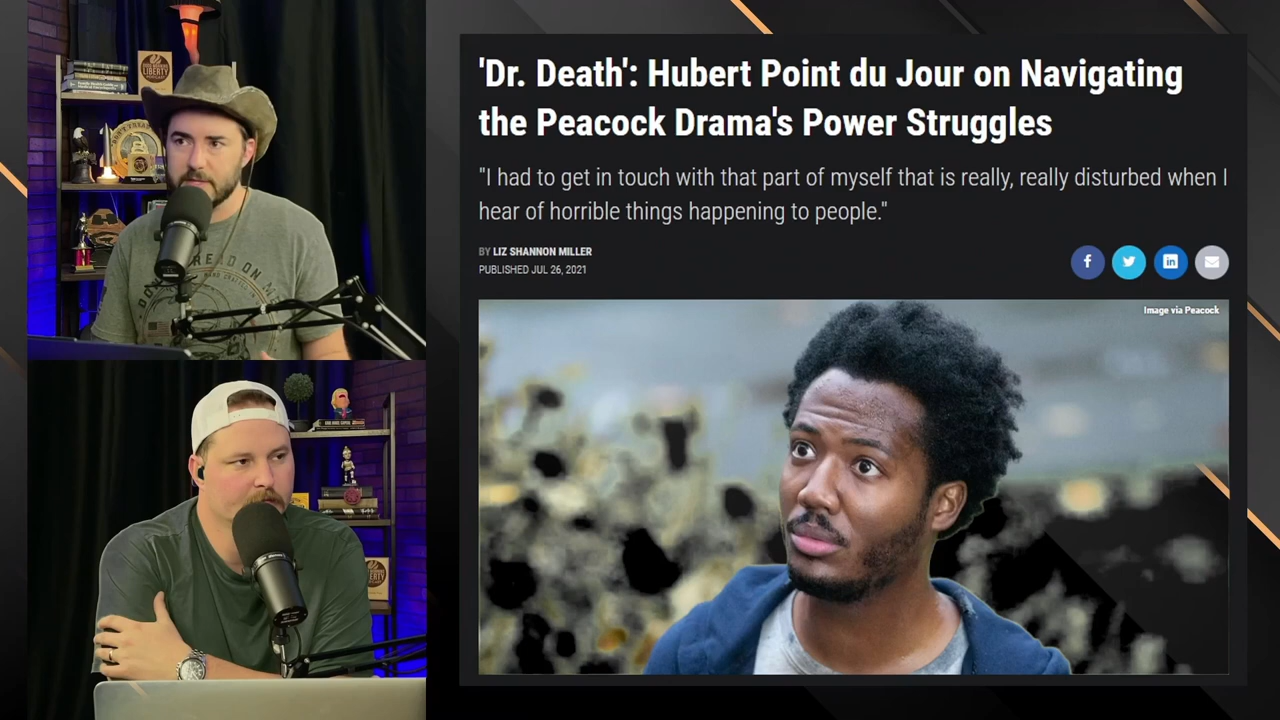 'Dr. Death': Hubert Point du Jour on Navigating
the Peacock Drama's Power Struggles
"I had to get in touch with that part of myself that is really, really disturbed when I
hear of horrible things happening to people."
BY LIZ SHANNON MILLER
PUBLISHED JUL 26, 2021
Image via Peacock
LIBERTY